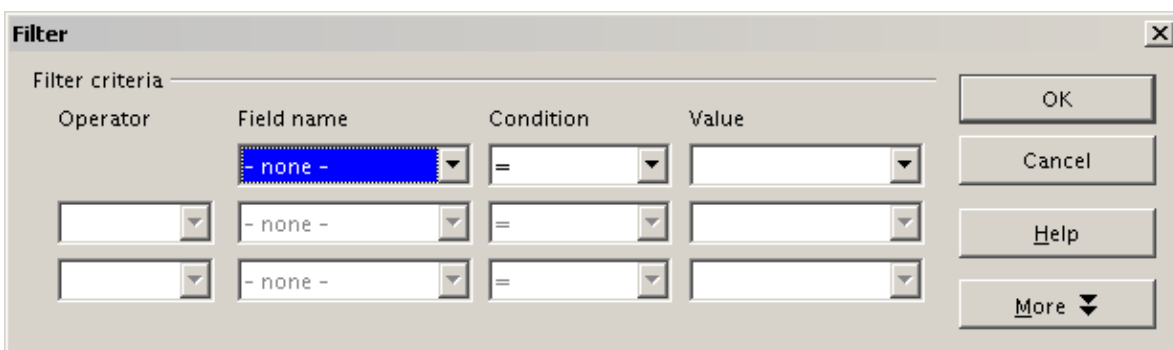 Filter
Filter criteria
OK
Operator Field name Condition Value
- none - =
Cancel
- none - =
Help
- none - =
More